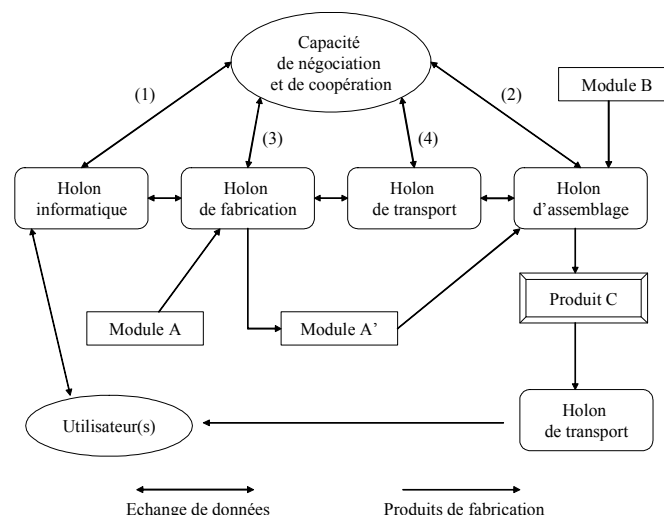 Capacité
de négociation
et de coopération
(1)
(2)
Module B
(3)
(4)
Holon
informatique
Holon
de fabrication
Holon
de transport
Holon
d'assemblage
Produit C
Module A
Module A'
Utilisateur(s)
Holon
de transport
Echange de données
Produits de fabrication